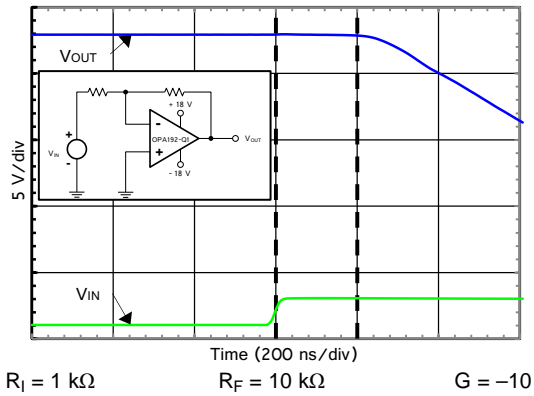 VOUT
+ 18 V
-
OPA192-Q1
+
VOUT
+
VIN
-
- 18 V
5 V/div
VIN
Time (200 ns/div)
RI = 1 kΩ RF = 10 kΩ G = –10